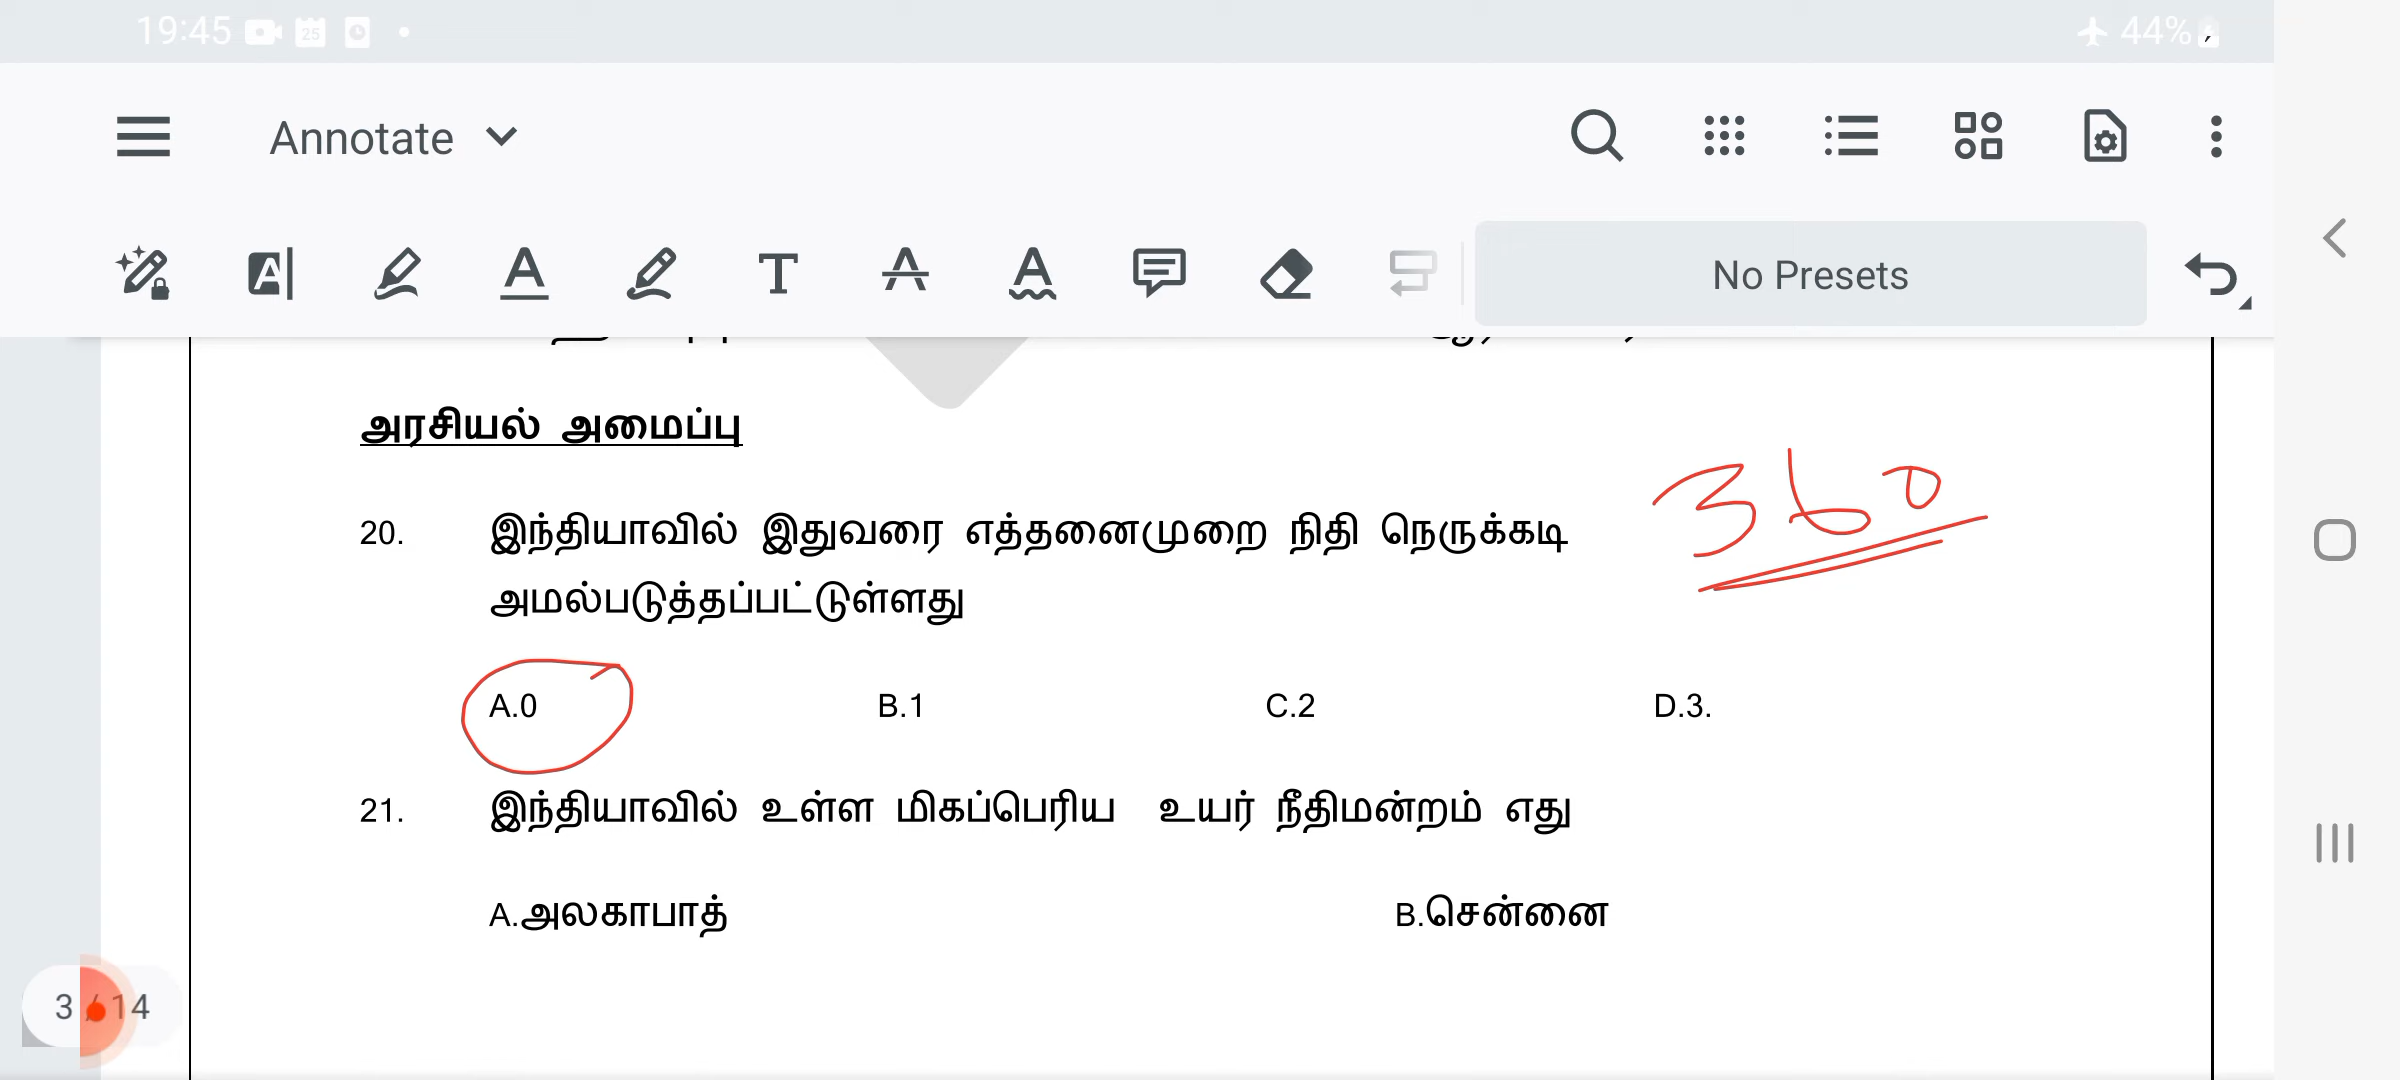 19:45 25 44%
Annotate
No Presets
அரசியல் அமைப்பு
20. இந்தியாவில் இதுவரை எத்தனைமுறை நிதி நெருக்கடி 360
அமல்படுத்தப்பட்டுள்ளது
A.0 B.1 C.2 D.3.
21. இந்தியாவில் உள்ள மிகப்பெரிய உயர் நீதிமன்றம் எது
A.அலகாபாத் B.சென்னை
3 / 14